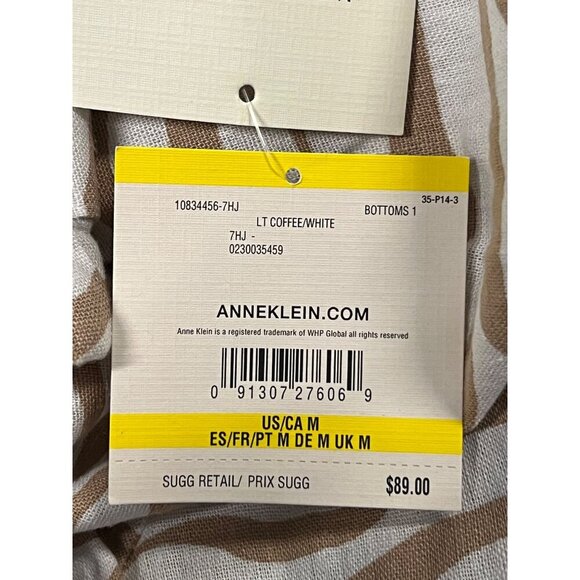 35-P14-3
10834456-7HJ BOTTOMS 1
LT COFFEE/WHITE
7HJ -
0230035459
ANNEKLEIN.COM
Anne Klein is a registered trademark of WHP Global all rights reserved
0 91307 27606 9
US/CA M
ES/FR/PT M DE M UK M
SUGG RETAIL/ PRIX SUGG $89.00